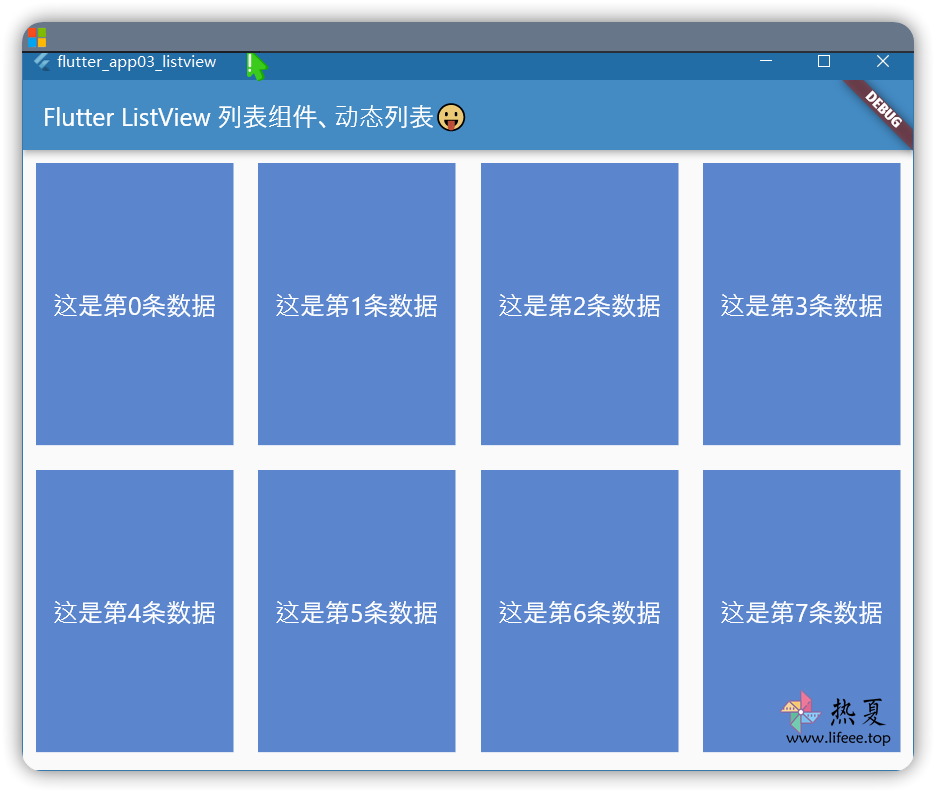 flutter_app03_listview
Flutter ListView 列表组件、动态列表😛
DEBUG
这是第0条数据
这是第1条数据
这是第2条数据
这是第3条数据
这是第4条数据
这是第5条数据
这是第6条数据
这是第7条数据
热夏
www.lifeee.top